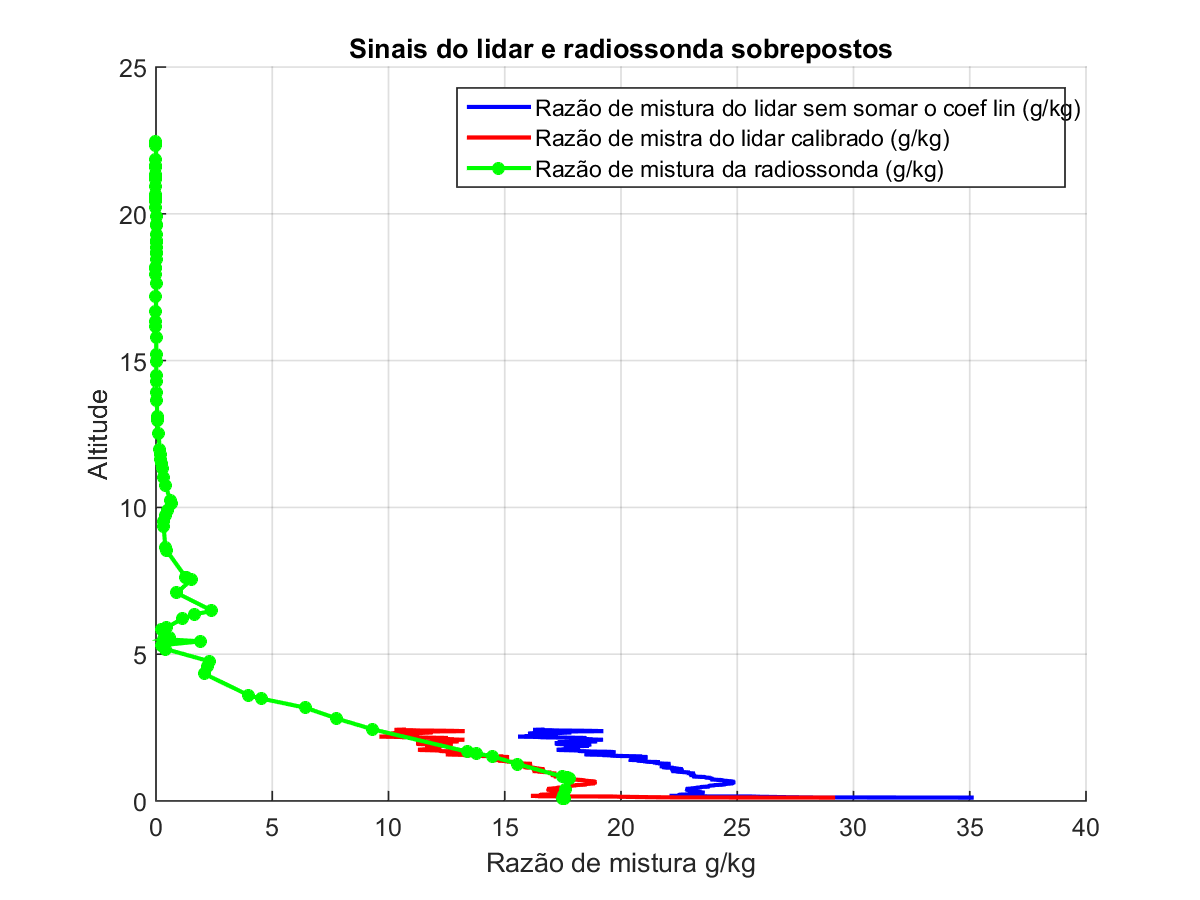 Sinais do lidar e radiossonda sobrepostos
25
Razão de mistura do lidar sem somar o coef lin (g/kg)
Razão de mistra do lidar calibrado (g/kg)
Razão de mistura da radiossonda (g/kg)
20
15
Altitude
10
5
0
0 5 10 15 20 25 30 35 40
Razão de mistura g/kg